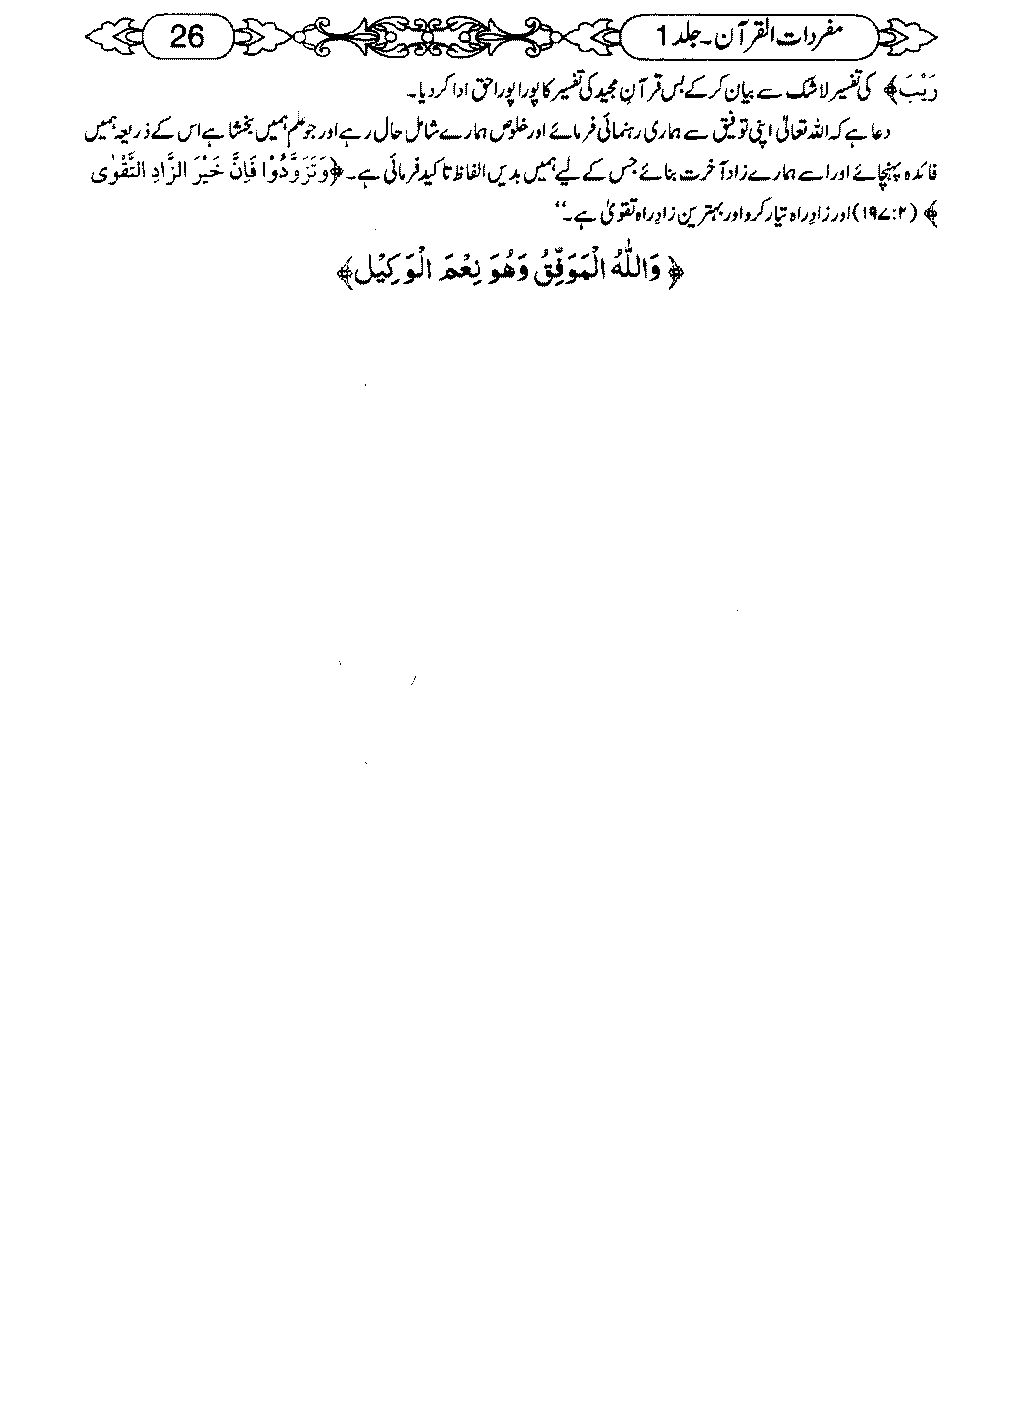 مفردات القرآن۔ جلد 1
26
رَيْبَ﴾ کی تفسیر لاشک سے بیان کر کے بس قرآنِ مجید کی تفسیر کا پورا پورا حق ادا کر دیا۔
دعا ہے کہ اللہ تعالیٰ اپنی توفیق سے ہماری رہنمائی فرمائے اور خلوص ہمارے شامل حال رہے اور جو علم ہمیں بخشا ہے اس کے ذریعہ ہمیں
فائدہ پہنچائے اور اسے ہمارے زاد آخرت بنائے جس کے لیے ہمیں بدیں الفاظ تاکید فرمائی ہے۔ ﴿وَتَزَوَّدُوْا فَاِنَّ خَيْرَ الزَّادِ التَّقْوٰى
﴾ (۱۹۷:۲) اور زادِ راہ تیار کرو اور بہترین زادِ راہ تقویٰ ہے۔‘‘
﴿ وَاللّٰهُ الْمَوَفِّقُ وَهُوَ نِعْمَ الْوَكِيْل﴾